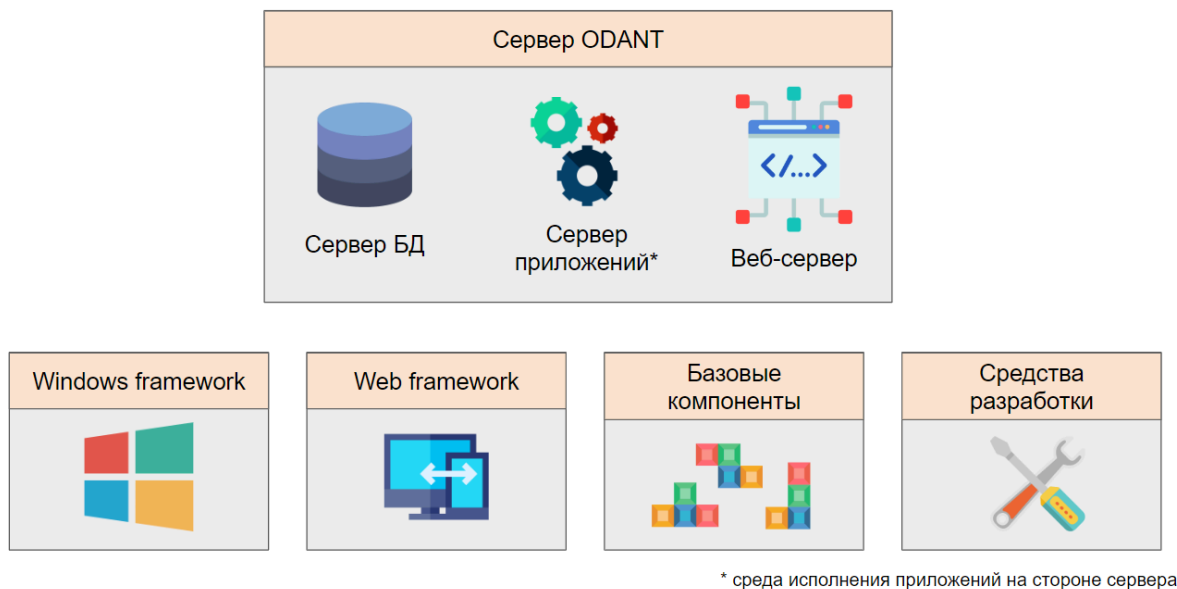 Сервер ODANT
Сервер БД
Сервер
приложений*
Веб-сервер
</...>
Windows framework
Web framework
Базовые
компоненты
Средства
разработки
* среда исполнения приложений на стороне сервера